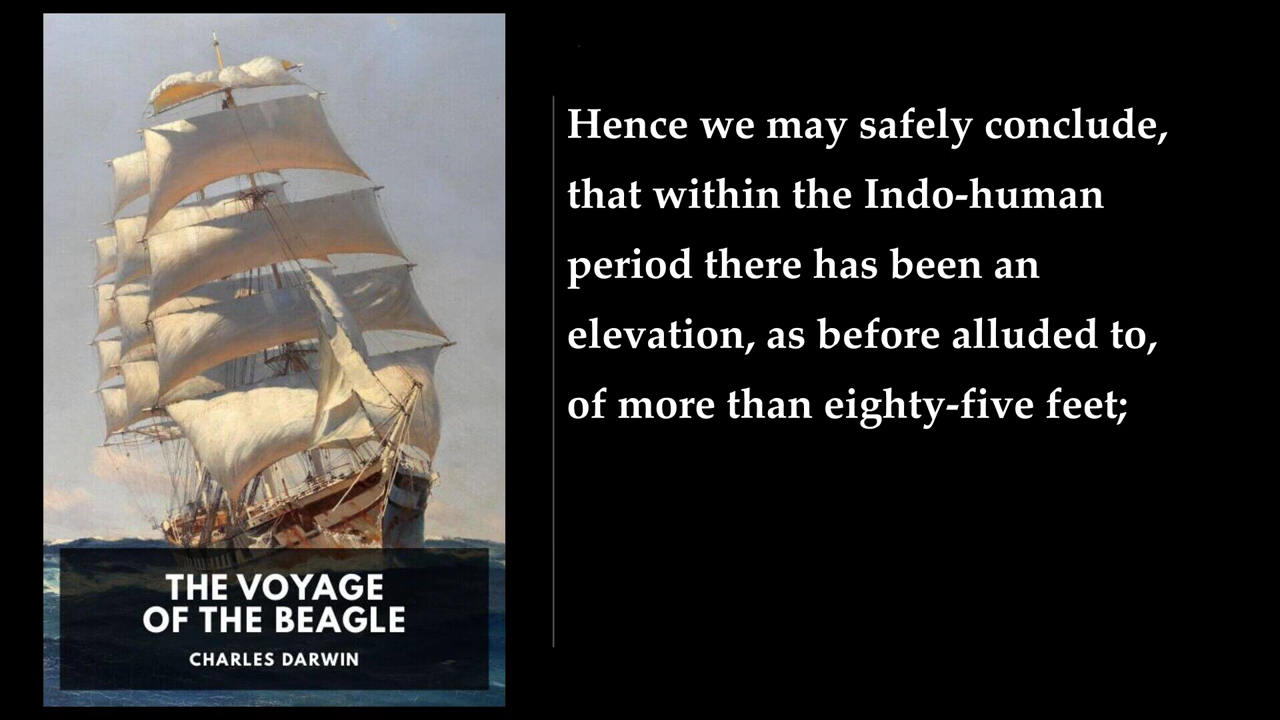 Hence we may safely conclude,
that within the Indo-human
period there has been an
elevation, as before alluded to,
of more than eighty-five feet;
THE VOYAGE
OF THE BEAGLE
CHARLES DARWIN